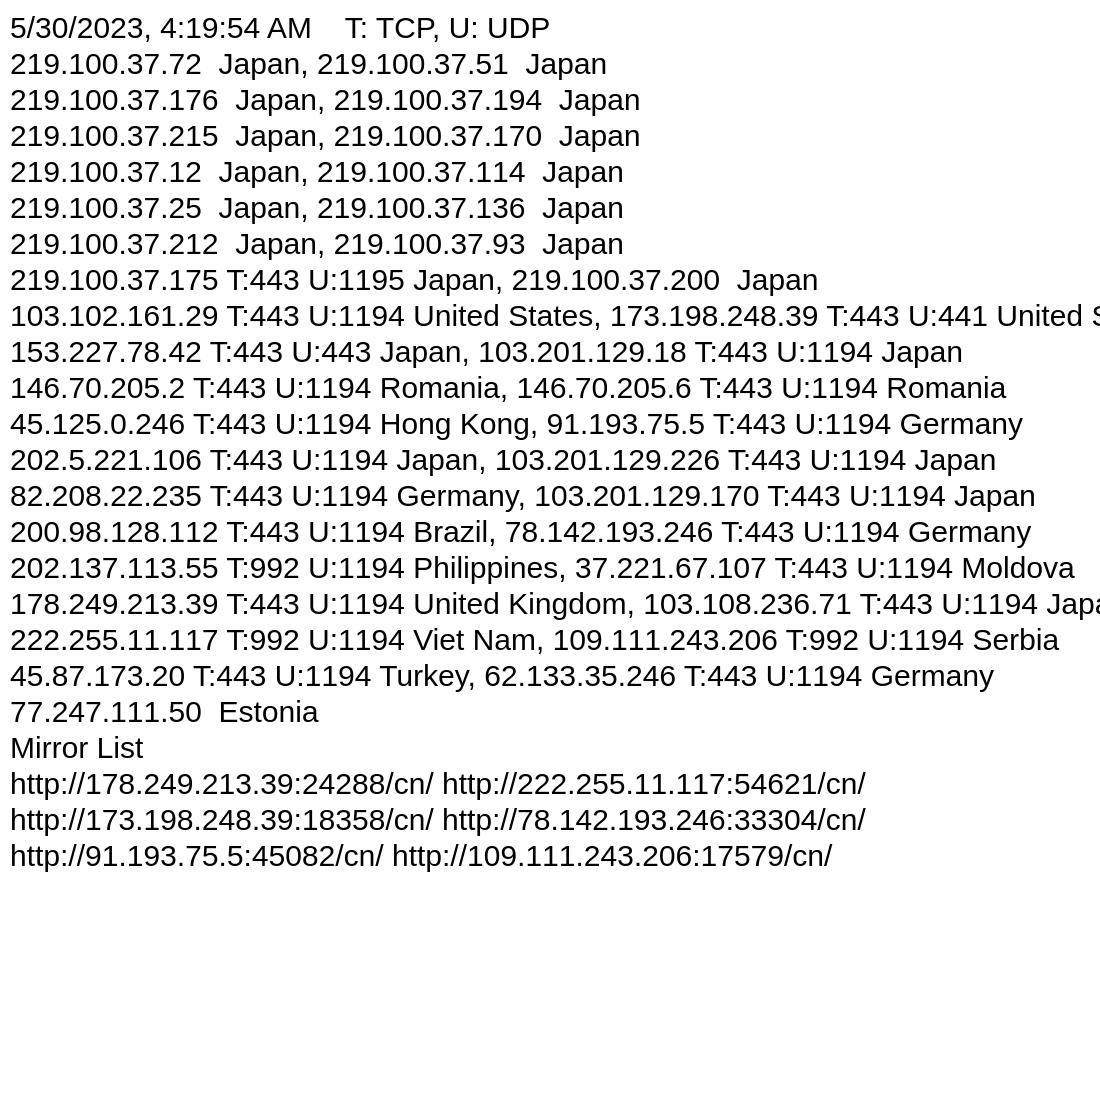 5/30/2023, 4:19:54 AM    T: TCP, U: UDP
219.100.37.72  Japan, 219.100.37.51  Japan
219.100.37.176  Japan, 219.100.37.194  Japan
219.100.37.215  Japan, 219.100.37.170  Japan
219.100.37.12  Japan, 219.100.37.114  Japan
219.100.37.25  Japan, 219.100.37.136  Japan
219.100.37.212  Japan, 219.100.37.93  Japan
219.100.37.175 T:443 U:1195 Japan, 219.100.37.200  Japan
103.102.161.29 T:443 U:1194 United States, 173.198.248.39 T:443 U:441 United
153.227.78.42 T:443 U:443 Japan, 103.201.129.18 T:443 U:1194 Japan
146.70.205.2 T:443 U:1194 Romania, 146.70.205.6 T:443 U:1194 Romania
45.125.0.246 T:443 U:1194 Hong Kong, 91.193.75.5 T:443 U:1194 Germany
202.5.221.106 T:443 U:1194 Japan, 103.201.129.226 T:443 U:1194 Japan
82.208.22.235 T:443 U:1194 Germany, 103.201.129.170 T:443 U:1194 Japan
200.98.128.112 T:443 U:1194 Brazil, 78.142.193.246 T:443 U:1194 Germany
202.137.113.55 T:992 U:1194 Philippines, 37.221.67.107 T:443 U:1194 Moldova
178.249.213.39 T:443 U:1194 United Kingdom, 103.108.236.71 T:443 U:1194 Japa
222.255.11.117 T:992 U:1194 Viet Nam, 109.111.243.206 T:992 U:1194 Serbia
45.87.173.20 T:443 U:1194 Turkey, 62.133.35.246 T:443 U:1194 Germany
77.247.111.50  Estonia
Mirror List
http://178.249.213.39:24288/cn/ http://222.255.11.117:54621/cn/
http://173.198.248.39:18358/cn/ http://78.142.193.246:33304/cn/
http://91.193.75.5:45082/cn/ http://109.111.243.206:17579/cn/